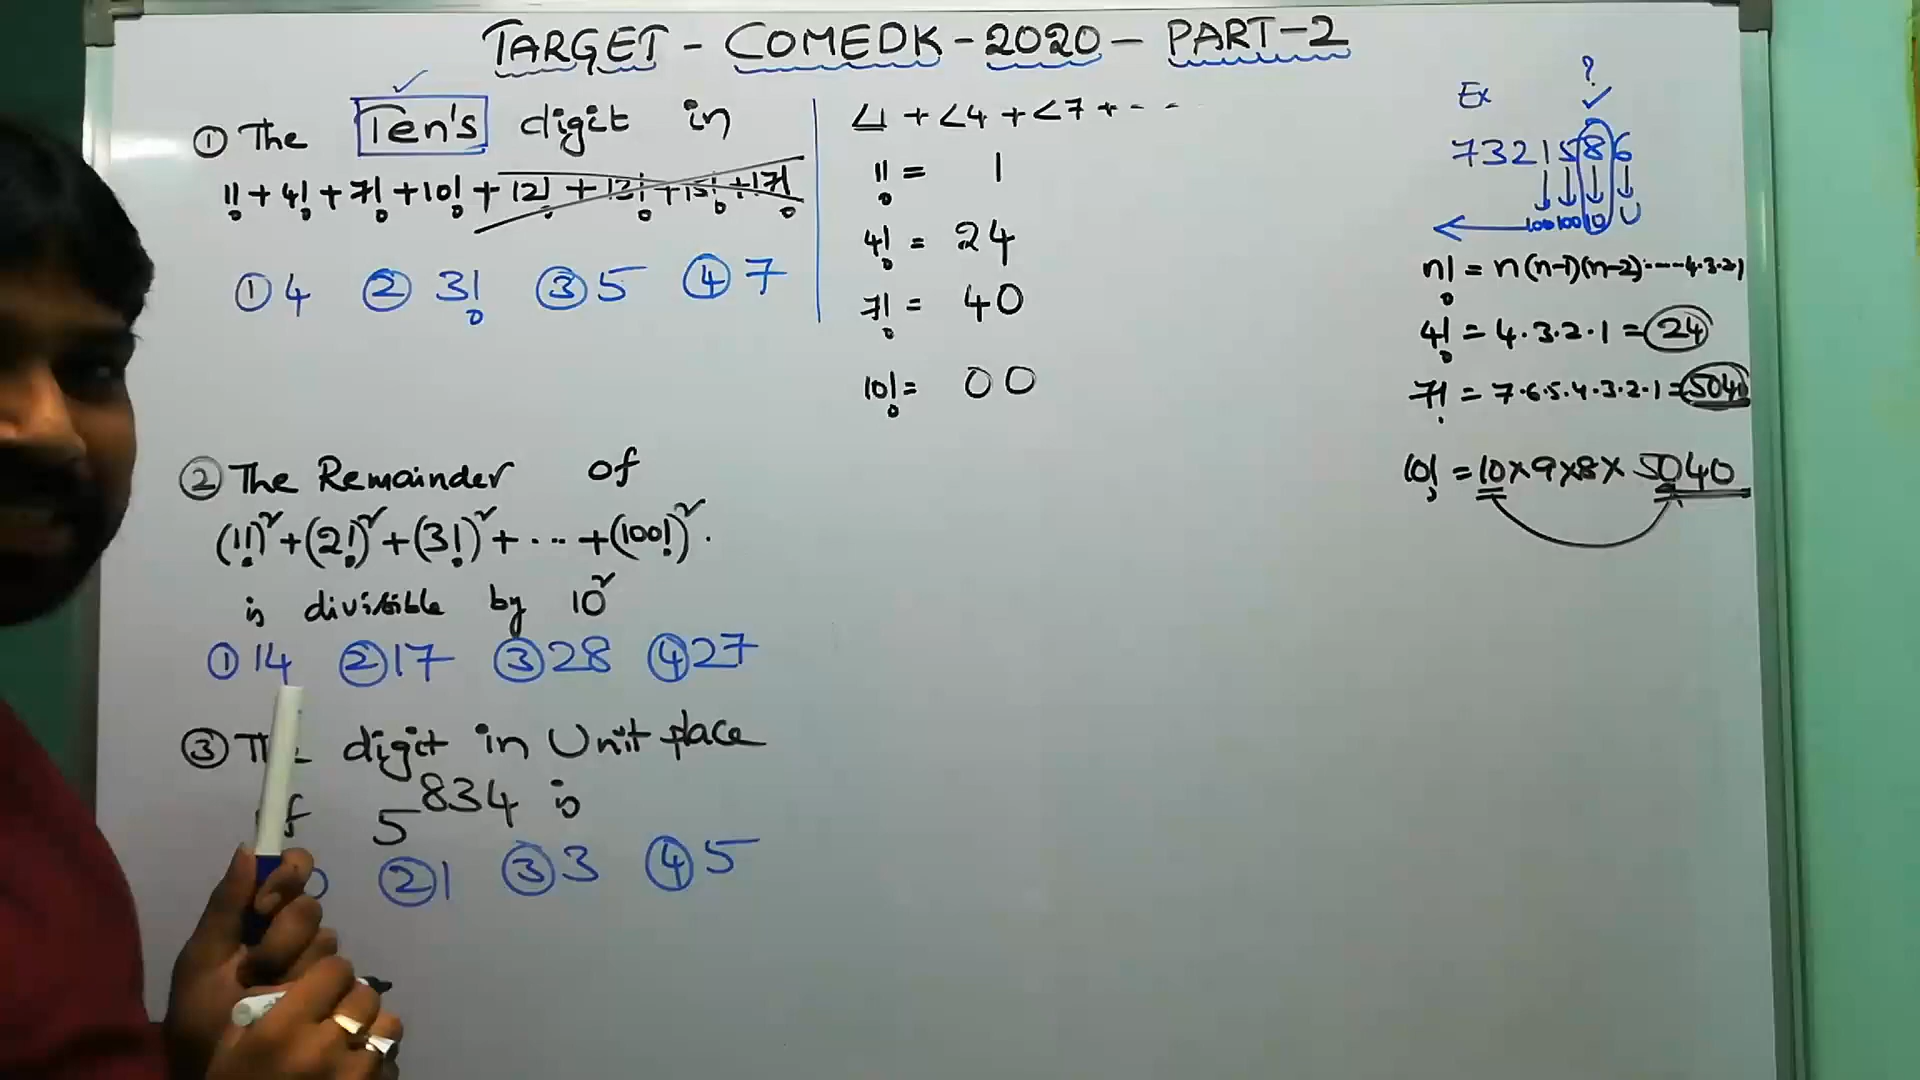 TARGET - COMEDK - 2020 - PART-2
① The Ten's digit in
1! + 4! + 7! + 10! + 12! + 13! + 15! + 17!
① 4 ② 3! ③ 5 ④ 7
∠1 + ∠4 + ∠7 + - -
1! = 1
4! = 24
7! = 40
10! = 00
Ex
?
7321586
100 100 10 U
n! = n(n-1)(n-2)-----4.3.2.1
4! = 4.3.2.1 = 24
7! = 7.6.5.4.3.2.1 = 5040
10! = 10×9×8× 5040
② The Remainder of
(1!)² + (2!)² + (3!)² + ... + (100!)².
is divisible by 10²
① 14 ② 17 ③ 28 ④ 27
③ digit in Unit place
5^834 is
② 1 ③ 3 ④ 5